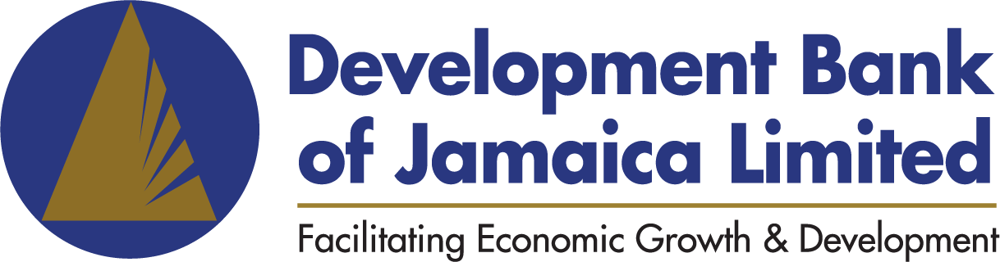 Development Bank
of Jamaica Limited
Facilitating Economic Growth & Development